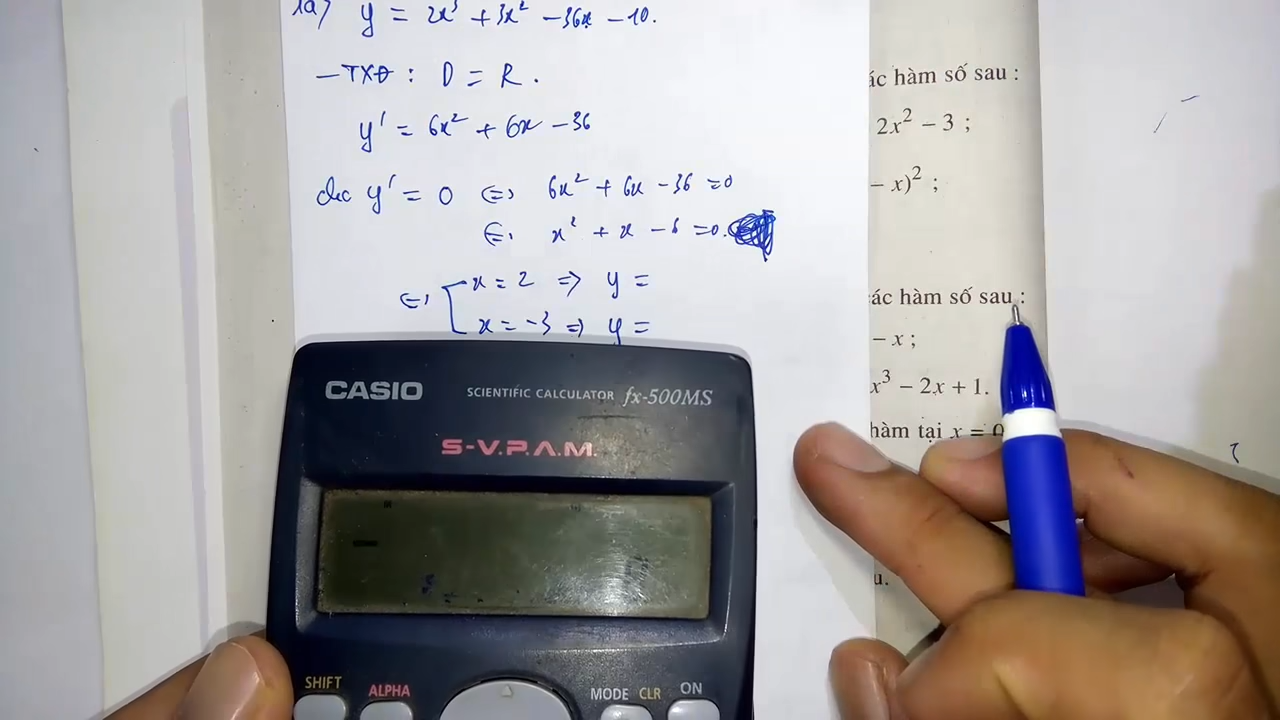 1a) y = 2x³ + 3x² - 36x - 10.
- TXĐ : D = R.
y' = 6x² + 6x - 36
cho y' = 0 ⇔ 6x² + 6x - 36 = 0
⇔ x² + x - 6 = 0.
⇔ [ x = 2 ⇒ y =
x = -3 ⇒ y =
ác hàm số sau :
2x² - 3 ;
- x)² ;
ác hàm số sau :
- x ;
x³ - 2x + 1.
hàm tại x = 0
u.
CASIO
SCIENTIFIC CALCULATOR fx-500MS
S-V.P.A.M.
SHIFT ALPHA MODE CLR ON